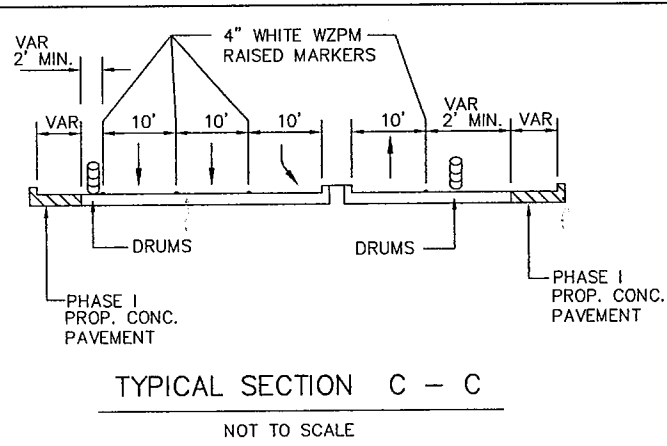 VAR
2' MIN.
4" WHITE WZPM
RAISED MARKERS
VAR
2' MIN.
VAR
10'
10'
10'
10'
VAR
DRUMS
DRUMS
PHASE I
PROP. CONC.
PAVEMENT
PHASE I
PROP. CONC.
PAVEMENT
TYPICAL SECTION C - C
NOT TO SCALE